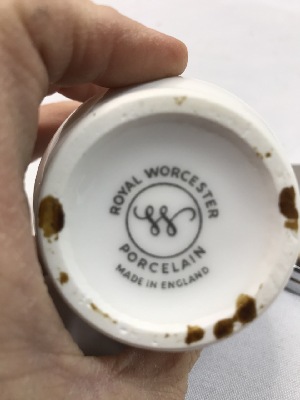 ROYAL WORCESTER
W
PORCELAIN
MADE IN ENGLAND